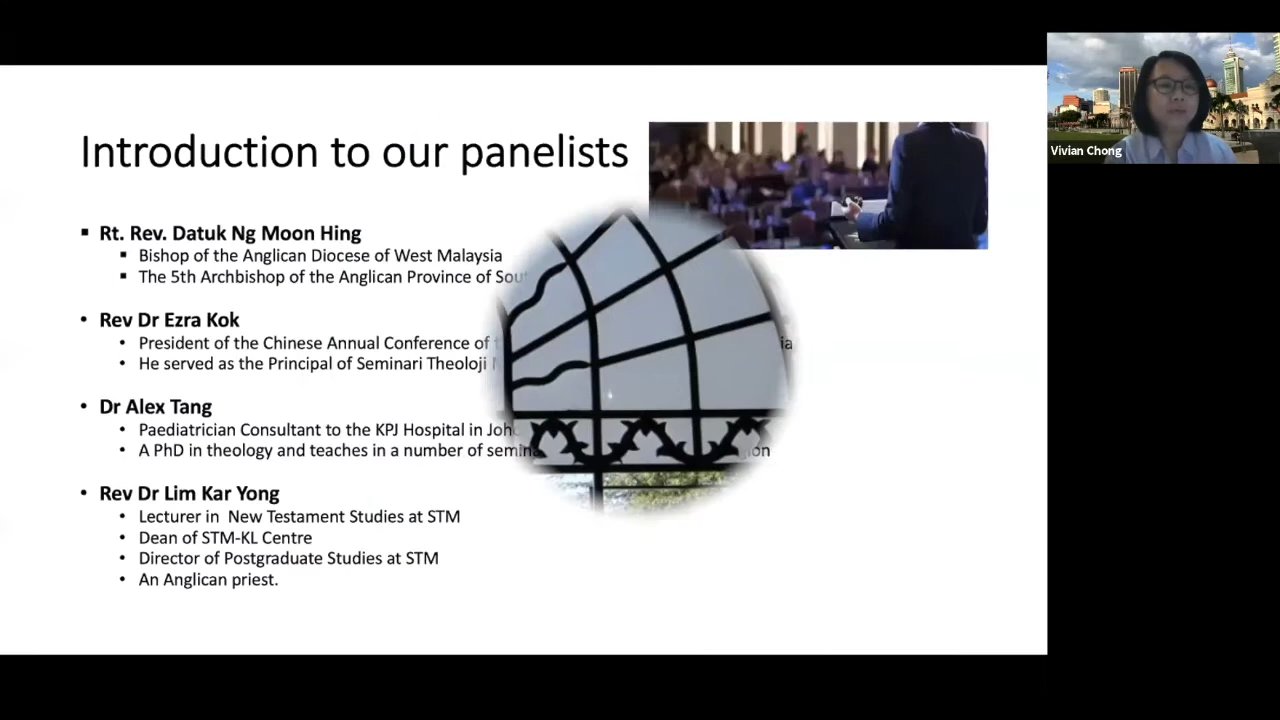 Introduction to our panelists
Vivian Chong
▪ Rt. Rev. Datuk Ng Moon Hing
▪ Bishop of the Anglican Diocese of West Malaysia
▪ The 5th Archbishop of the Anglican Province of
• Rev Dr Ezra Kok
• President of the Chinese Annual Conference of
• He served as the Principal of Seminari Theoloji
• Dr Alex Tang
• Paediatrician Consultant to the KPJ Hospital in
• A PhD in theology and teaches in a number of
• Rev Dr Lim Kar Yong
• Lecturer in New Testament Studies at STM
• Dean of STM-KL Centre
• Director of Postgraduate Studies at STM
• An Anglican priest.